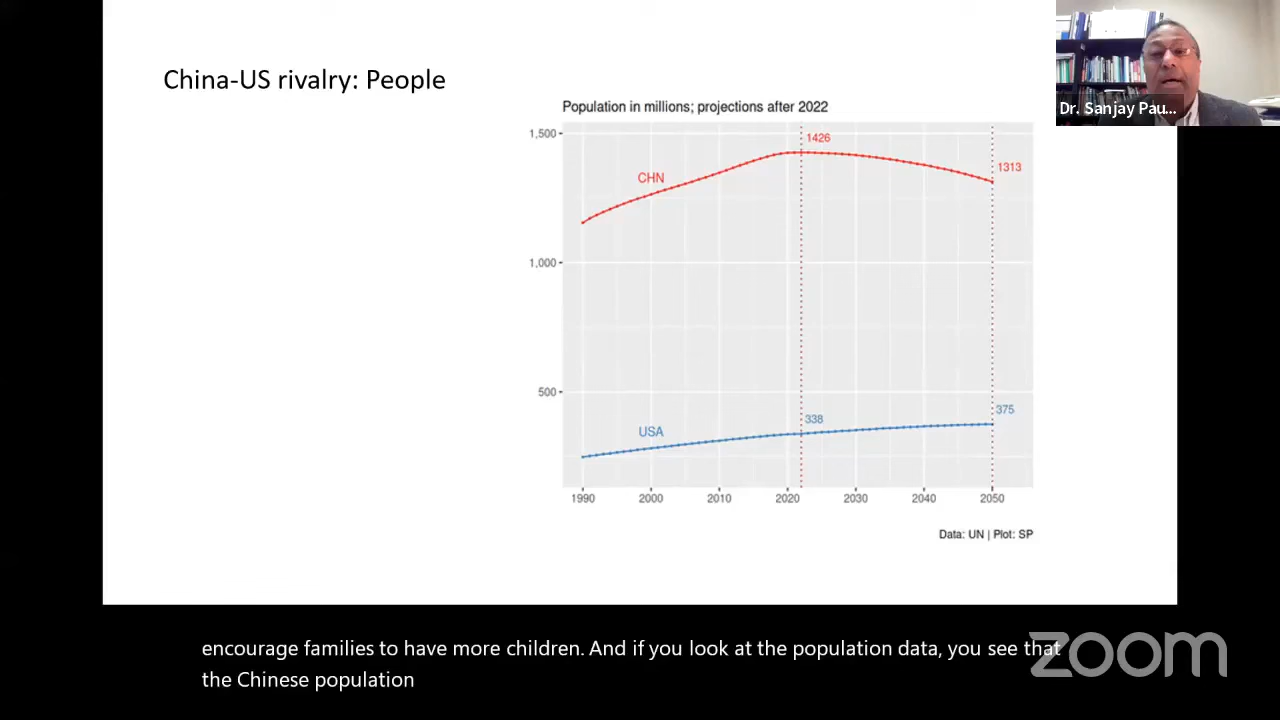 China-US rivalry: People
Dr. Sanjay Pau...
Population in millions; projections after 2022
1,500
1,000
500
CHN
1426
1313
USA
338
375
1990 2000 2010 2020 2030 2040 2050
Data: UN | Plot: SP
encourage families to have more children. And if you look at the population data, you see that
the Chinese population
zoom